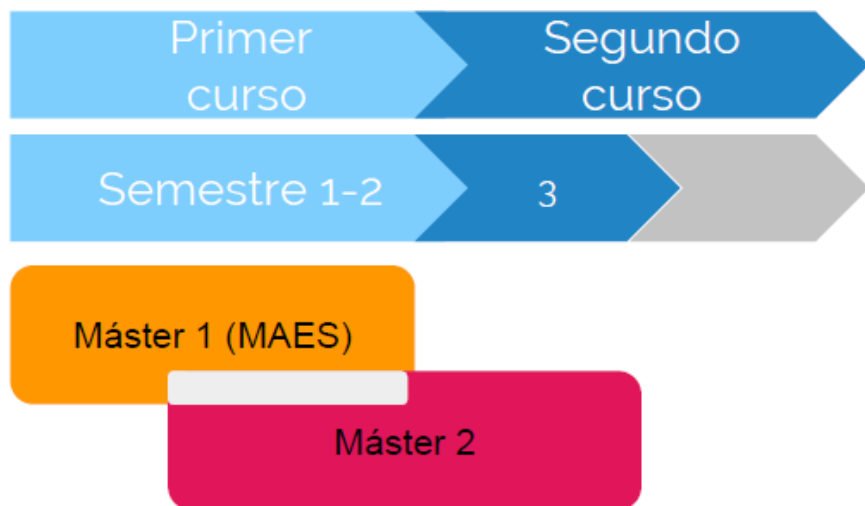 Primer
curso
Segundo
curso
Semestre 1-2
3
Máster 1 (MAES)
Máster 2